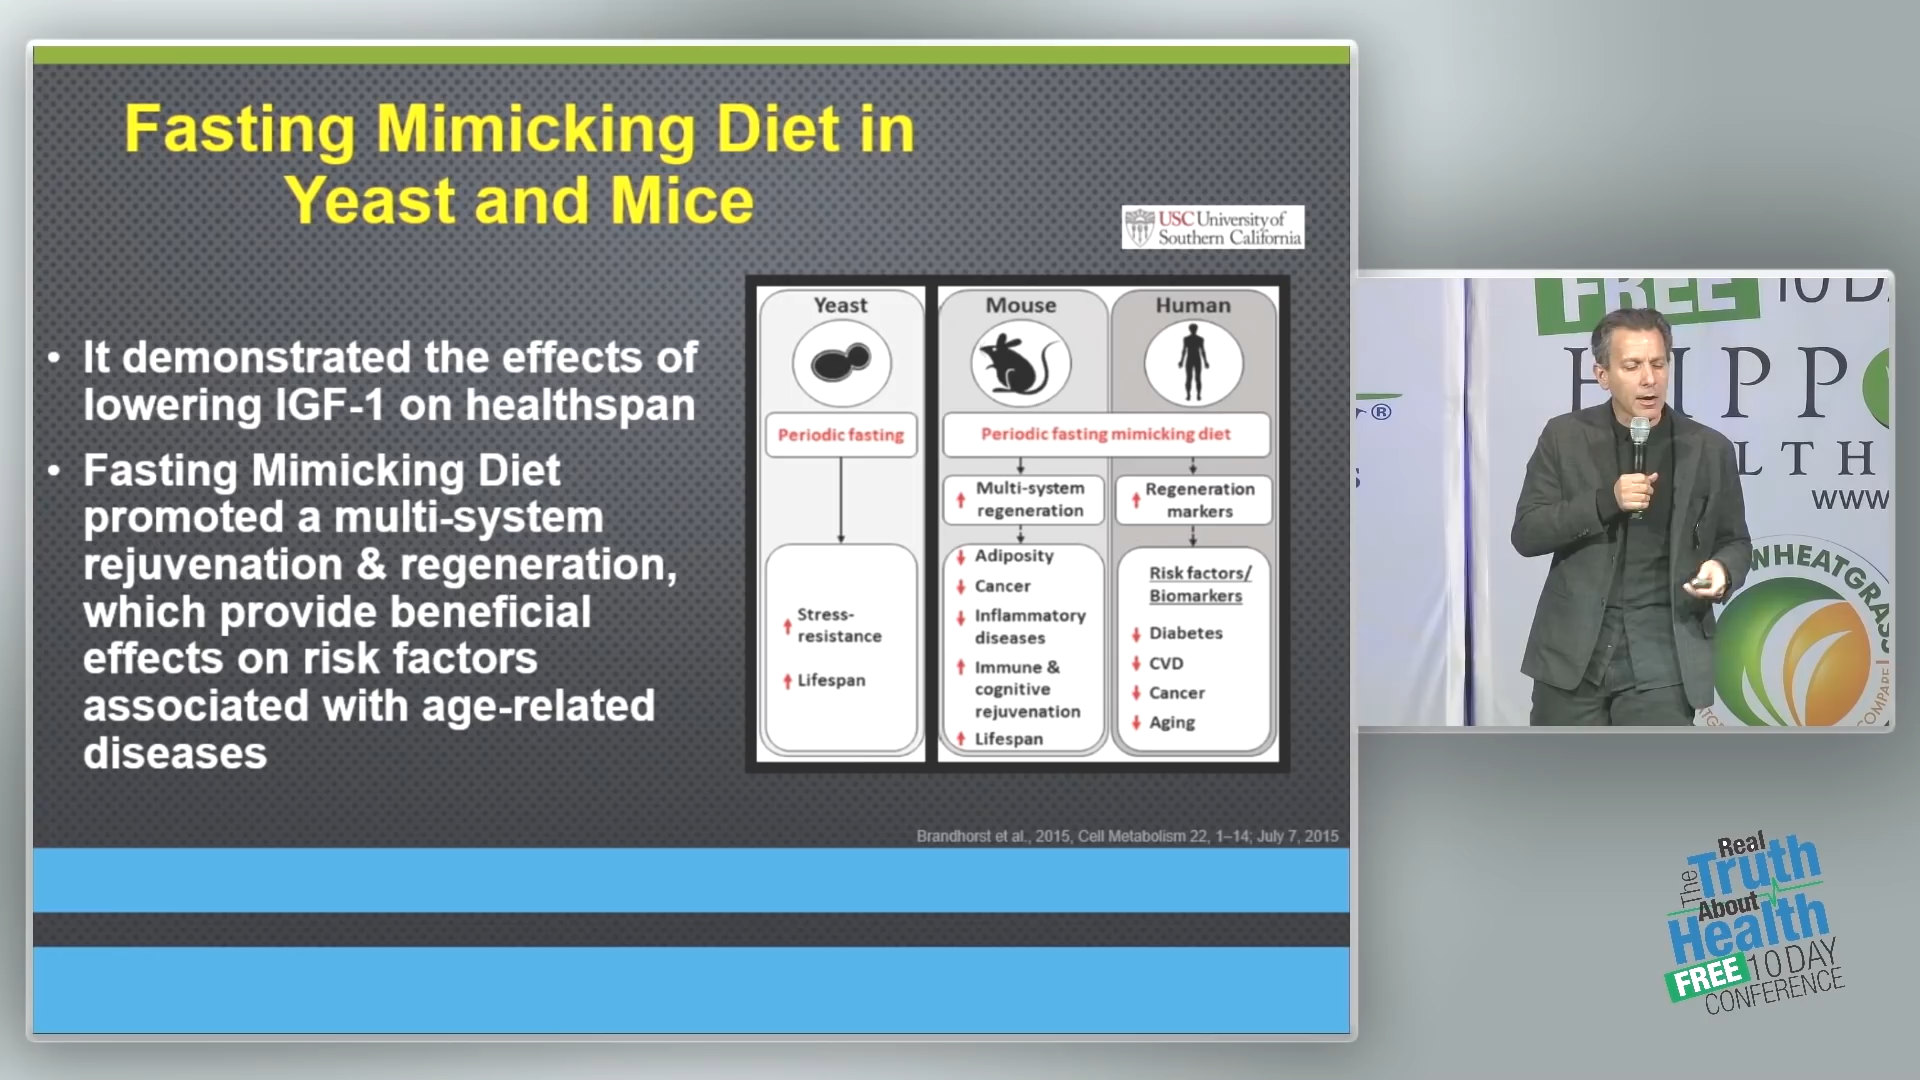 Fasting Mimicking Diet in
Yeast and Mice
USC University of
Southern California
• It demonstrated the effects of
lowering IGF-1 on healthspan
• Fasting Mimicking Diet
promoted a multi-system
rejuvenation & regeneration,
which provide beneficial
effects on risk factors
associated with age-related
diseases
Yeast
Periodic fasting
Stress-
resistance
Lifespan
Mouse
Human
Periodic fasting mimicking diet
Multi-system
regeneration
Adiposity
Cancer
Inflammatory
diseases
Immune &
cognitive
rejuvenation
Lifespan
Regeneration
markers
Risk factors/
Biomarkers
Diabetes
CVD
Cancer
Aging
Brandhorst et al., 2015, Cell Metabolism 22, 1–14; July 7, 2015
FREE 10 D
H PP
LTH
www
WHEATGRAS
®
The Real
Truth
About
Health
FREE 10 DAY
CONFERENCE